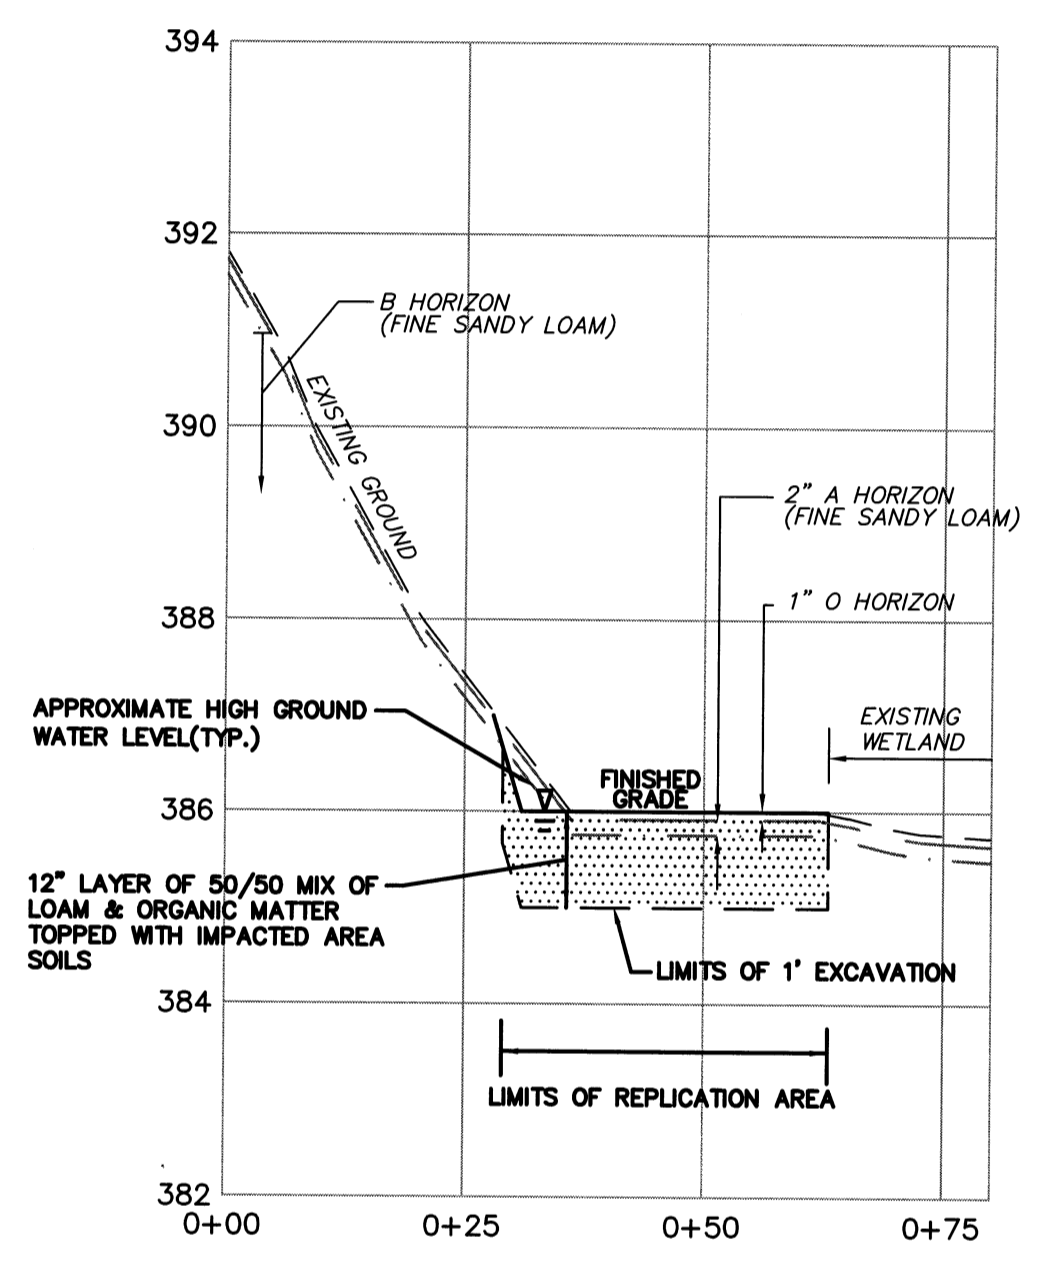 394
392
B HORIZON
(FINE SANDY LOAM)
EXISTING GROUND
390
2" A HORIZON
(FINE SANDY LOAM)
388
1" O HORIZON
APPROXIMATE HIGH GROUND
WATER LEVEL(TYP.)
EXISTING
WETLAND
FINISHED
GRADE
386
12" LAYER OF 50/50 MIX OF
LOAM & ORGANIC MATTER
TOPPED WITH IMPACTED AREA
SOILS
LIMITS OF 1' EXCAVATION
384
LIMITS OF REPLICATION AREA
382
0+00 0+25 0+50 0+75